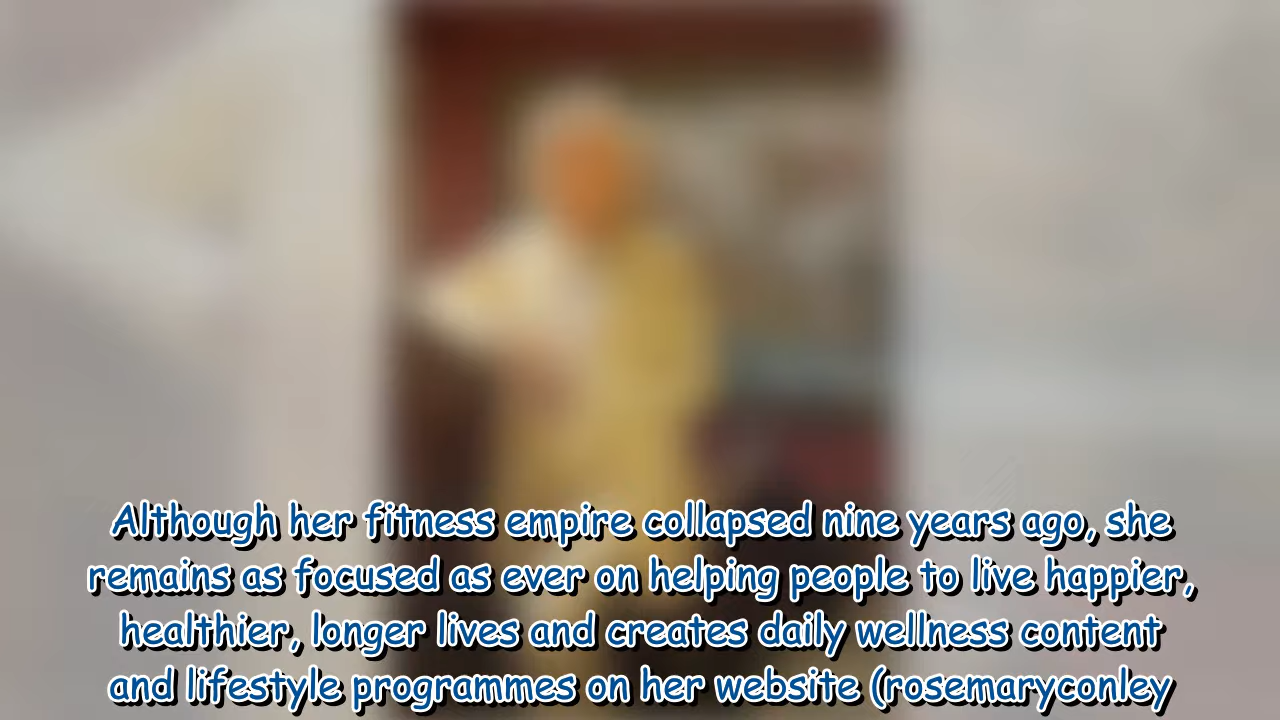 Although her fitness empire collapsed nine years ago, she
remains as focused as ever on helping people to live happier,
healthier, longer lives and creates daily wellness content
and lifestyle programmes on her website (rosemaryconley